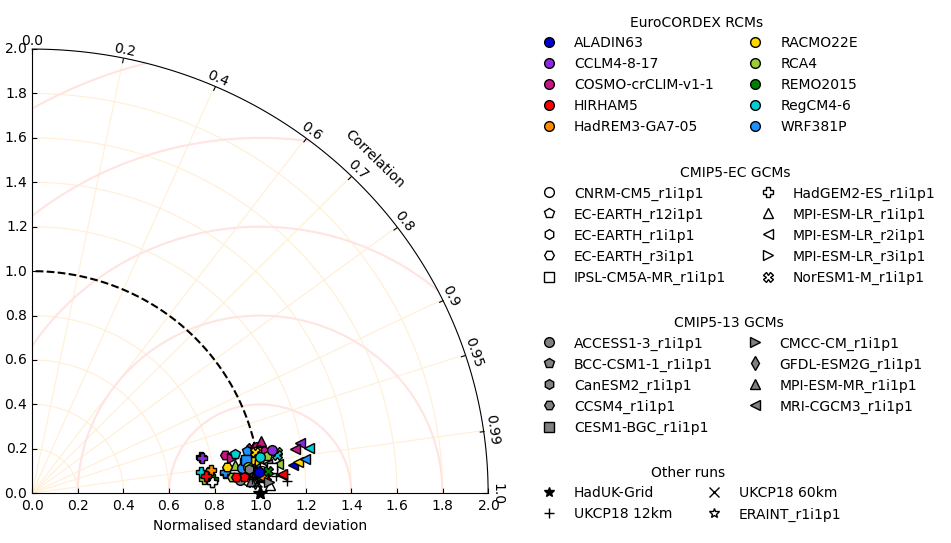 0.0
0.2
0.4
0.6
0.7
0.8
0.9
0.95
0.99
1.0
Correlation
2.0
1.8
1.6
1.4
1.2
1.0
0.8
0.6
0.4
0.2
0.0
0.0 0.2 0.4 0.6 0.8 1.0 1.2 1.4 1.6 1.8 2.0
Normalised standard deviation
EuroCORDEX RCMs
ALADIN63
CCLM4-8-17
COSMO-crCLIM-v1-1
HIRHAM5
HadREM3-GA7-05
RACMO22E
RCA4
REMO2015
RegCM4-6
WRF381P
CMIP5-EC GCMs
CNRM-CM5_r1i1p1
EC-EARTH_r12i1p1
EC-EARTH_r1i1p1
EC-EARTH_r3i1p1
IPSL-CM5A-MR_r1i1p1
HadGEM2-ES_r1i1p1
MPI-ESM-LR_r1i1p1
MPI-ESM-LR_r2i1p1
MPI-ESM-LR_r3i1p1
NorESM1-M_r1i1p1
CMIP5-13 GCMs
ACCESS1-3_r1i1p1
BCC-CSM1-1_r1i1p1
CanESM2_r1i1p1
CCSM4_r1i1p1
CESM1-BGC_r1i1p1
CMCC-CM_r1i1p1
GFDL-ESM2G_r1i1p1
MPI-ESM-MR_r1i1p1
MRI-CGCM3_r1i1p1
Other runs
HadUK-Grid
UKCP18 12km
UKCP18 60km
ERAINT_r1i1p1